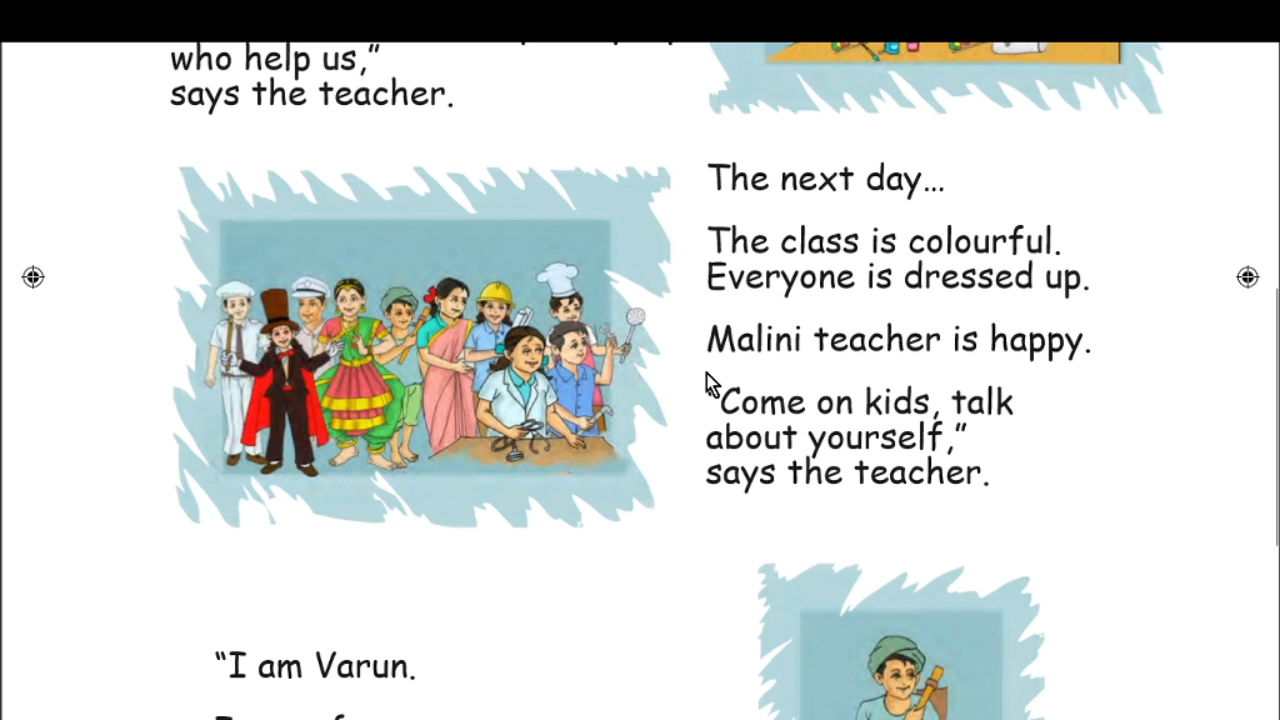 who help us,”
says the teacher.
The next day...
The class is colourful.
Everyone is dressed up.
Malini teacher is happy.
“Come on kids, talk
about yourself,”
says the teacher.
“I am Varun.